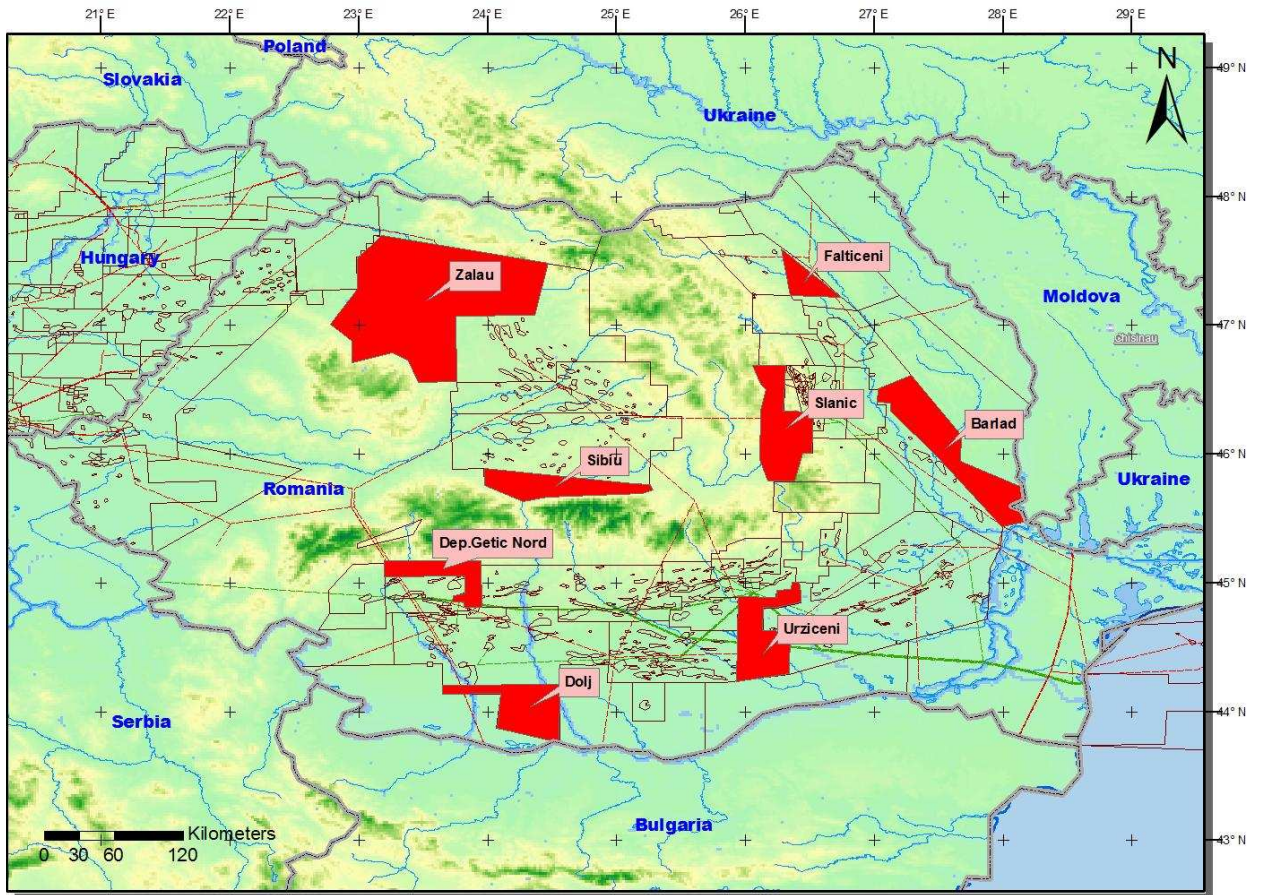 21° E 22° E 23° E 24° E 25° E 26° E 27° E 28° E 29° E
Poland
N
49° N
Slovakia
Ukraine
48° N
Hungary
Falticeni
Zalau
Moldova
47° N
Chisinau
Slanic
Barlad
46° N
Sibiu
Ukraine
Romania
Dep.Getic Nord
45° N
Urziceni
Dolj
44° N
Serbia
Bulgaria
Kilometers
43° N
0 30 60 120